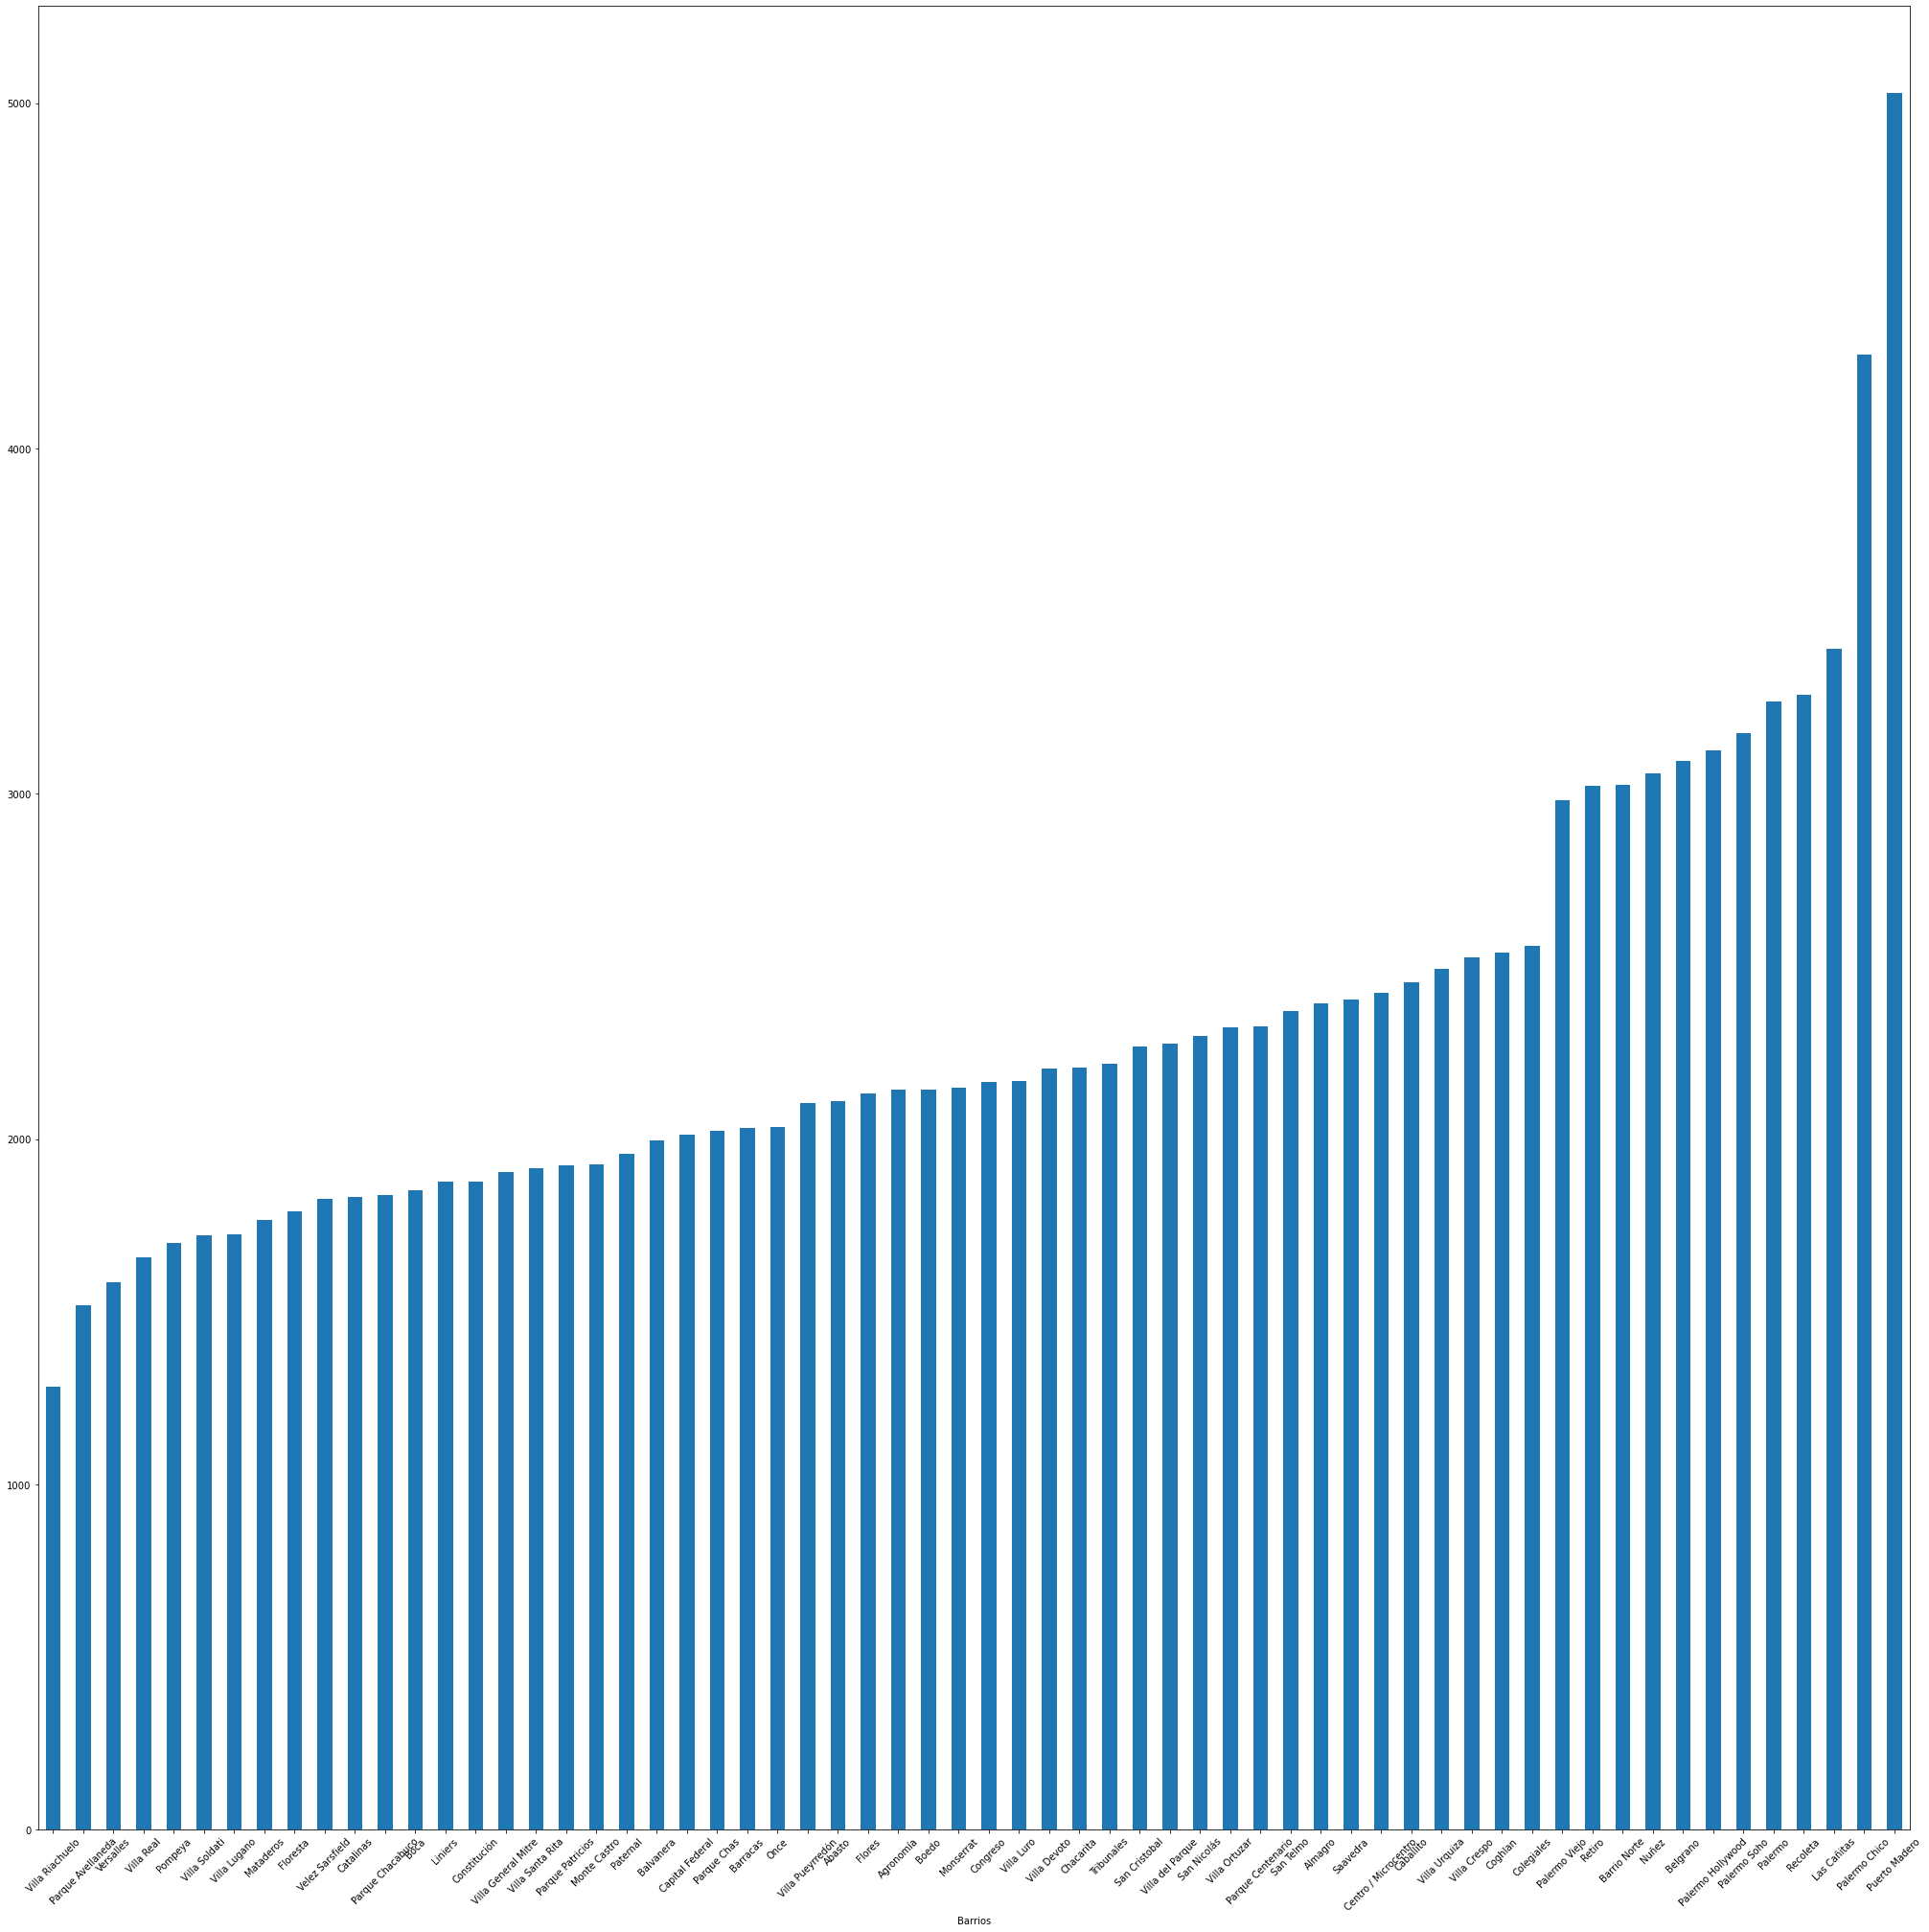 5000
4000
3000
2000
1000
0
Villa Riachuelo
Parque Avellaneda
Versalles
Villa Real
Pompeya
Villa Soldati
Villa Lugano
Mataderos
Floresta
Velez Sarsfield
Catalinas
Parque Chacabuco
Boca
Liniers
Constitución
Villa General Mitre
Villa Santa Rita
Parque Patricios
Monte Castro
Paternal
Balvanera
Capital Federal
Parque Chas
Barracas
Once
Villa Pueyrredón
Abasto
Flores
Agronomía
Boedo
Monserrat
Congreso
Villa Luro
Villa Devoto
Chacarita
Tribunales
San Cristobal
Villa del Parque
San Nicolás
Villa Ortuzar
Parque Centenario
San Telmo
Almagro
Saavedra
Centro / Microcentro
Caballito
Villa Urquiza
Villa Crespo
Coghlan
Colegiales
Palermo Viejo
Retiro
Barrio Norte
Nuñez
Belgrano
Palermo Hollywood
Palermo Soho
Palermo
Recoleta
Las Cañitas
Palermo Chico
Puerto Madero
Barrios